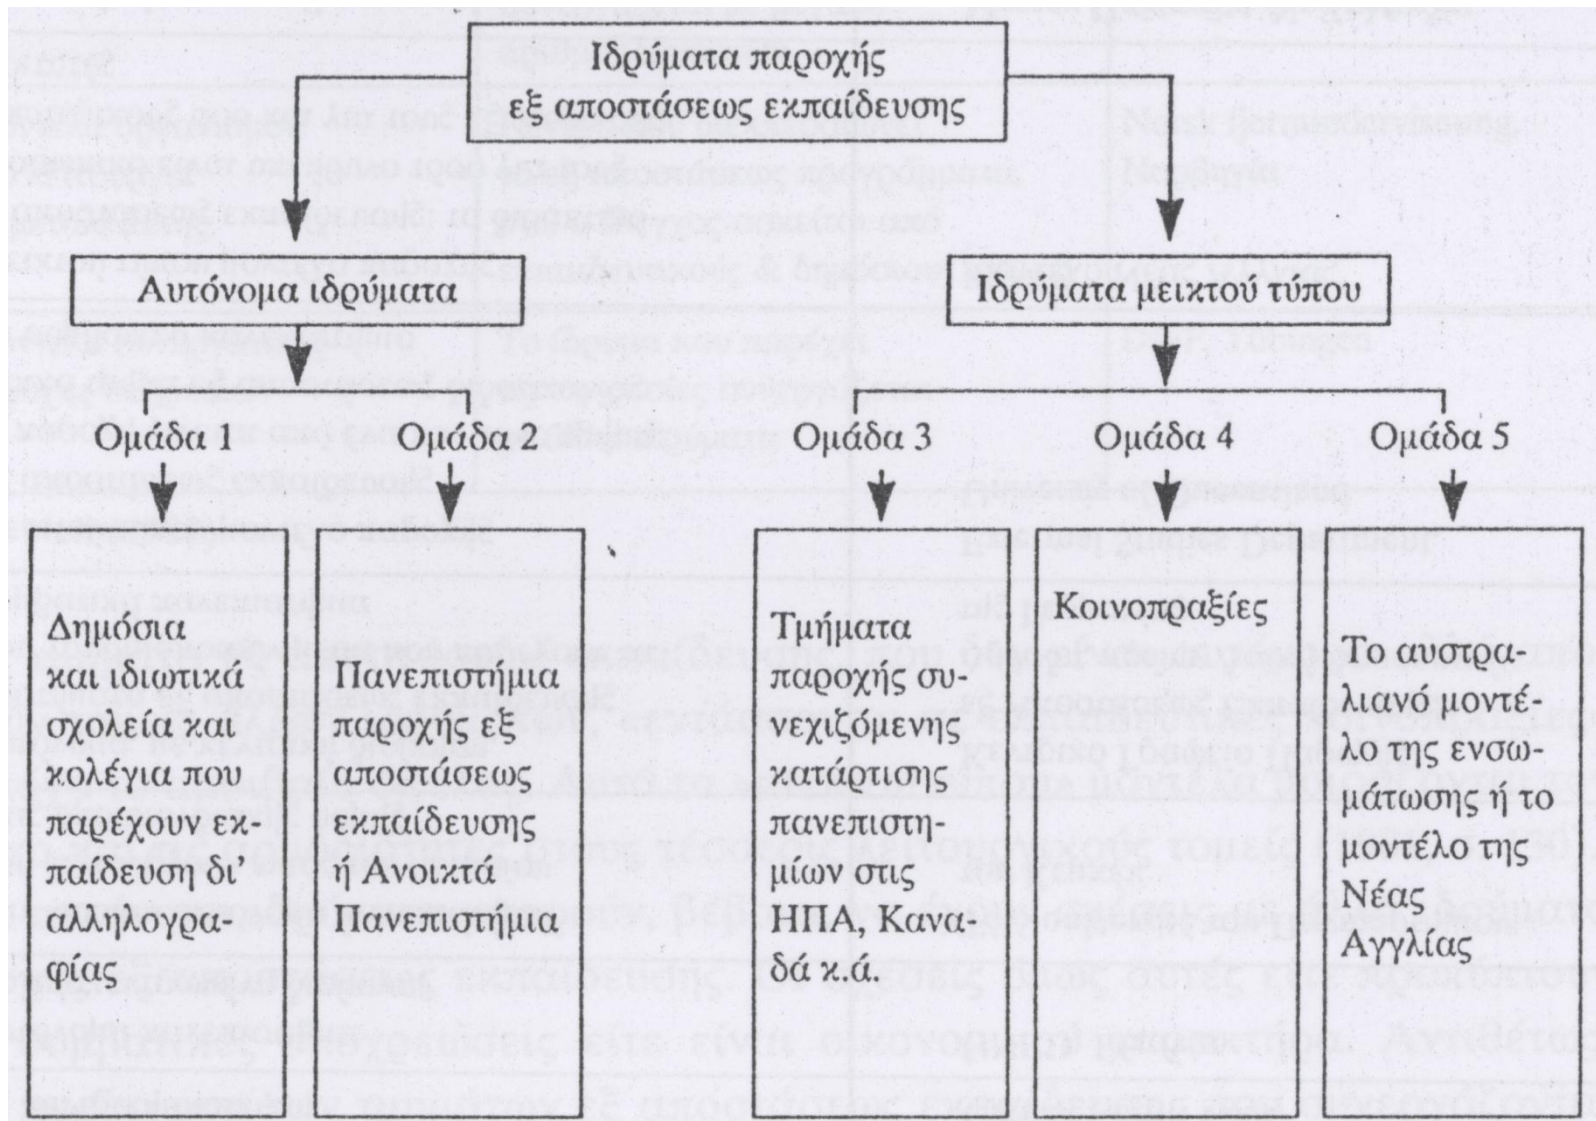 Ιδρύματα παροχής
εξ αποστάσεως εκπαίδευσης
Αυτόνομα ιδρύματα
Ιδρύματα μεικτού τύπου
Ομάδα 1
Ομάδα 2
Ομάδα 3
Ομάδα 4
Ομάδα 5
Δημόσια
και ιδιωτικά
σχολεία και
κολέγια που
παρέχουν εκ-
παίδευση δι’
αλληλογρα-
φίας
Πανεπιστήμια
παροχής εξ
αποστάσεως
εκπαίδευσης
ή Ανοικτά
Πανεπιστήμια
Τμήματα
παροχής συ-
νεχιζόμενης
κατάρτισης
πανεπιστη-
μίων στις
ΗΠΑ, Κανα-
δά κ.ά.
Κοινοπραξίες
Το αυστρα-
λιανό μοντέ-
λο της ενσω-
μάτωσης ή το
μοντέλο της
Νέας
Αγγλίας